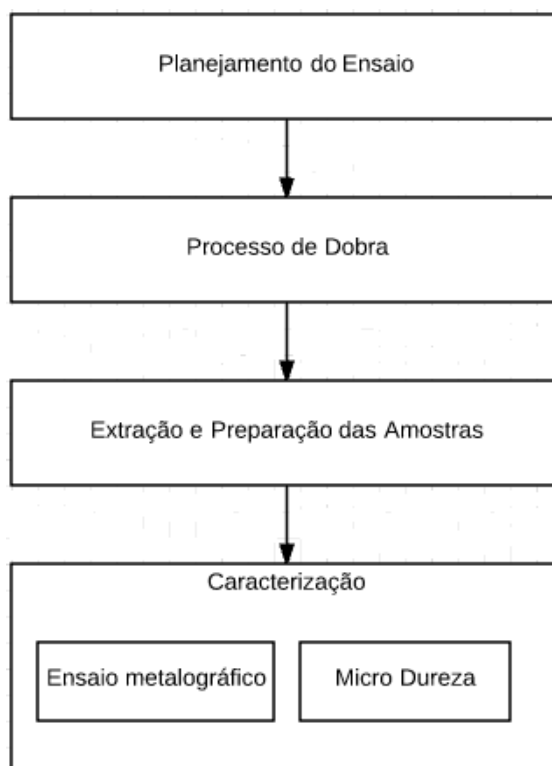 Planejamento do Ensaio
Processo de Dobra
Extração e Preparação das Amostras
Caracterização
Ensaio metalográfico
Micro Dureza